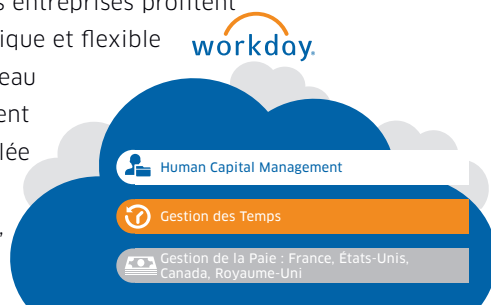 s entreprises profitent
ique et flexible
eau
ent
lée
,
workday.
Human Capital Management
Gestion des Temps
Gestion de la Paie : France, États-Unis,
Canada, Royaume-Uni